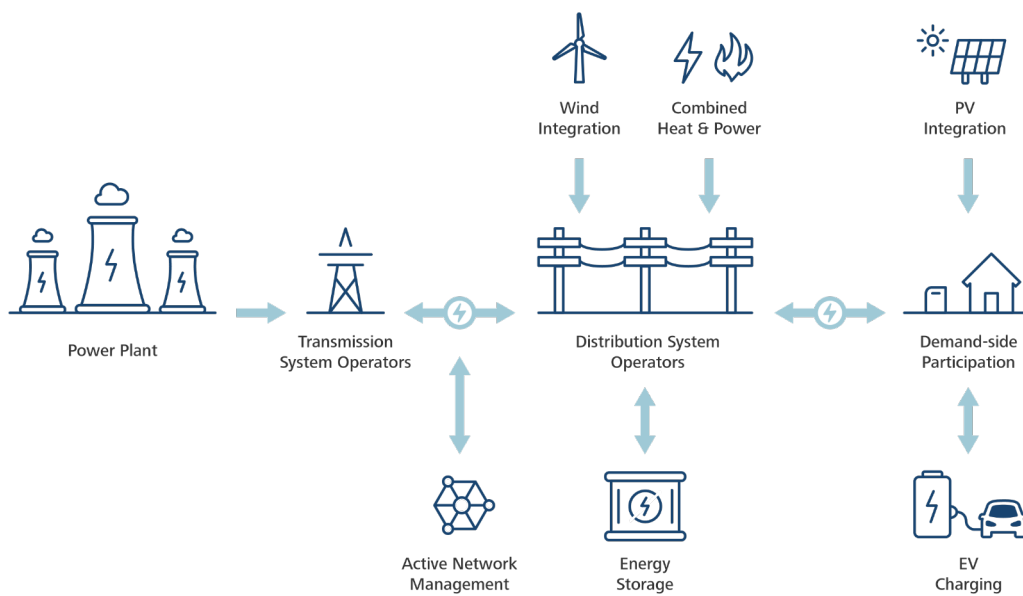 Wind
Integration
Combined
Heat & Power
PV
Integration
Power Plant
Transmission
System Operators
Distribution System
Operators
Demand-side
Participation
Active Network
Management
Energy
Storage
EV
Charging